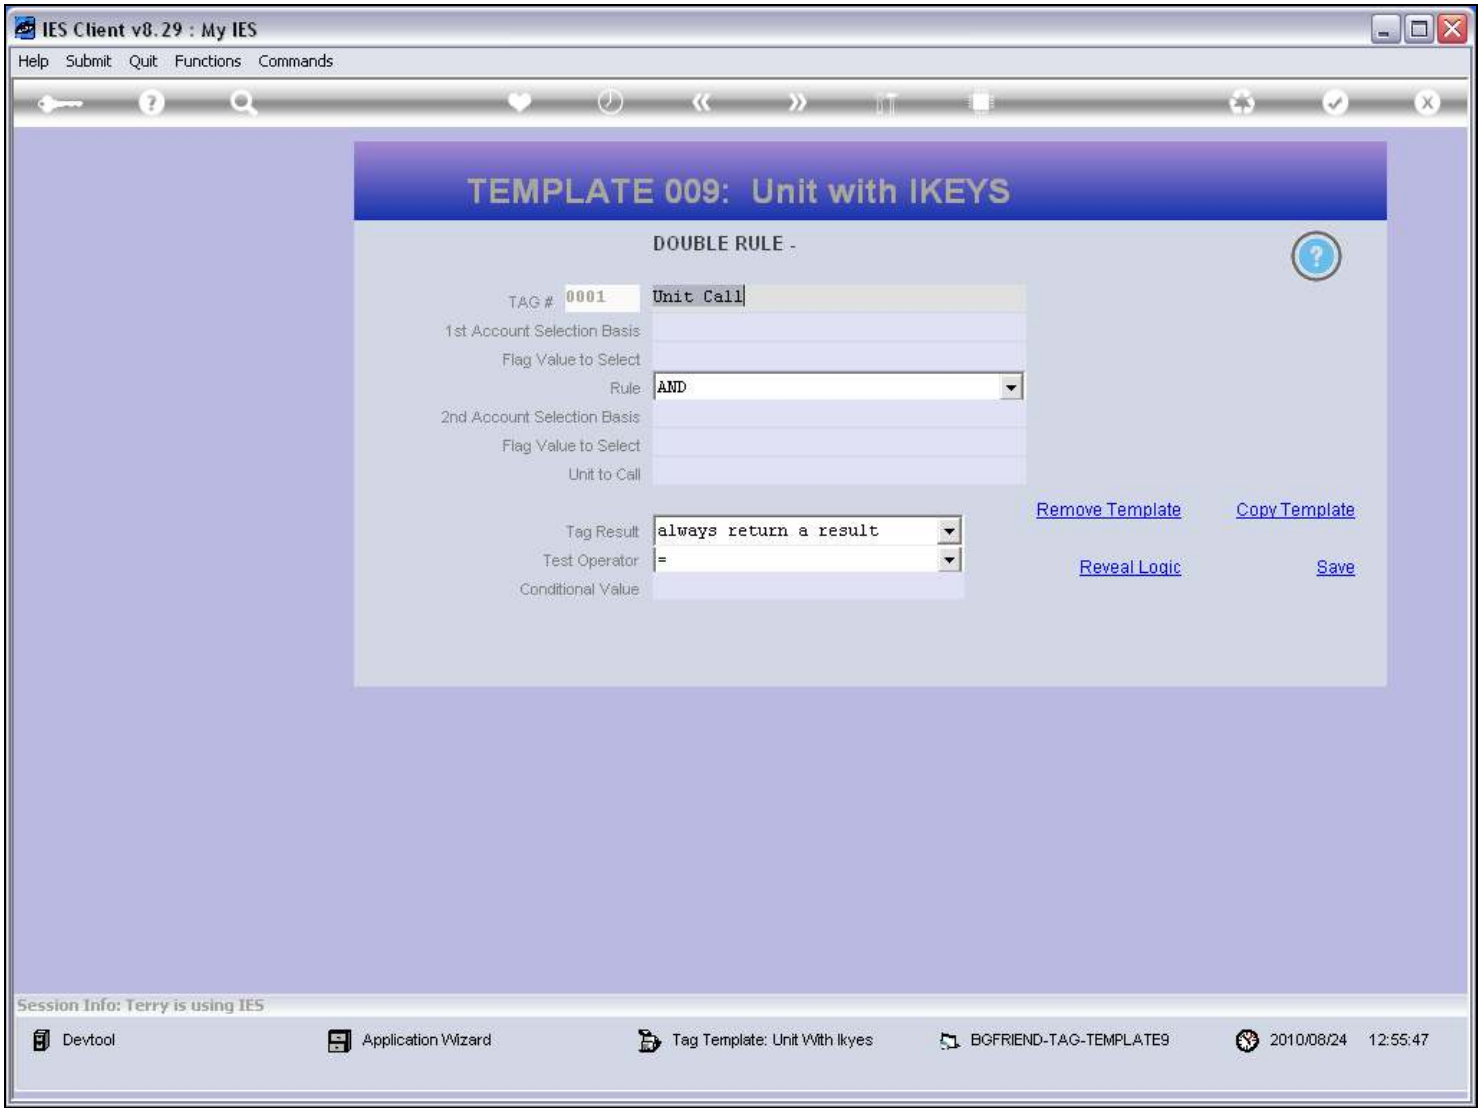 IES Client v8.29 : My IES
Help Submit Quit Functions Commands
TEMPLATE 009: Unit with IKEYS
DOUBLE RULE -
TAG # 0001 Unit Call
1st Account Selection Basis
Flag Value to Select
Rule AND
2nd Account Selection Basis
Flag Value to Select
Unit to Call
Remove Template Copy Template
Tag Result always return a result
Test Operator =
Reveal Logic Save
Conditional Value
Session Info: Terry is using IES
Devtool Application Wizard Tag Template: Unit With Ikyes BGFRIEND-TAG-TEMPLATE9 2010/08/24 12:55:47